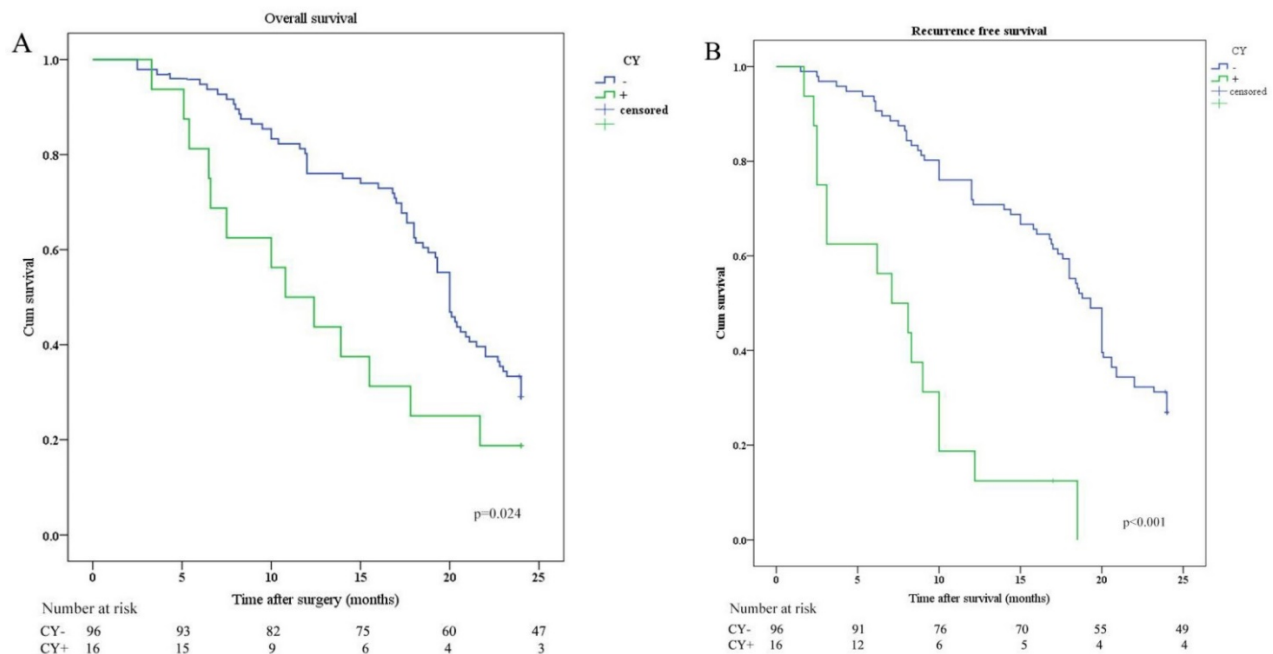 A
Overall survival
CY
-
+
censored
Cum survival
1.0
0.8
0.6
0.4
0.2
0.0
p=0.024
0 5 10 15 20 25
Time after surgery (months)
Number at risk
CY- 96 93 82 75 60 47
CY+ 16 15 9 6 4 3
B
Recurrence free survival
CY
-
+
censored
Cum survival
1.0
0.8
0.6
0.4
0.2
0.0
p<0.001
0 5 10 15 20 25
Time after survival (months)
Number at risk
CY- 96 91 76 70 55 49
CY+ 16 12 6 5 4 4